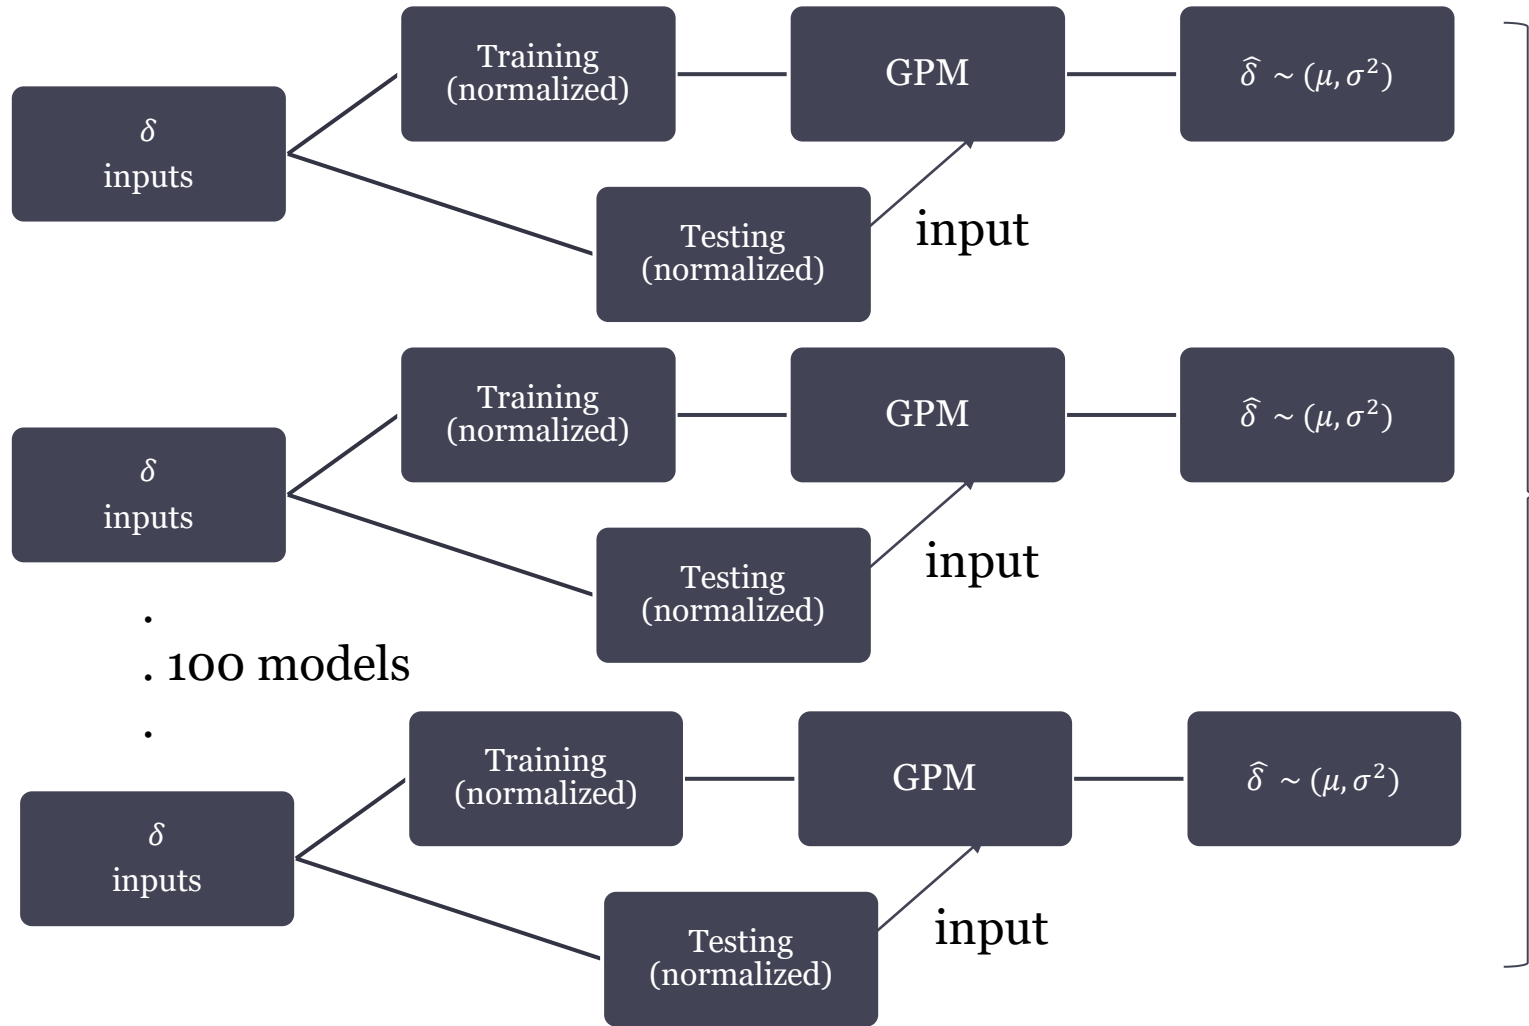 Training
(normalized)
GPM
δ̂ ~ (μ, σ²)
δ
inputs
Testing
(normalized)
input
Training
(normalized)
GPM
δ̂ ~ (μ, σ²)
δ
inputs
Testing
(normalized)
input
.
. 100 models
.
Training
(normalized)
GPM
δ̂ ~ (μ, σ²)
δ
inputs
Testing
(normalized)
input